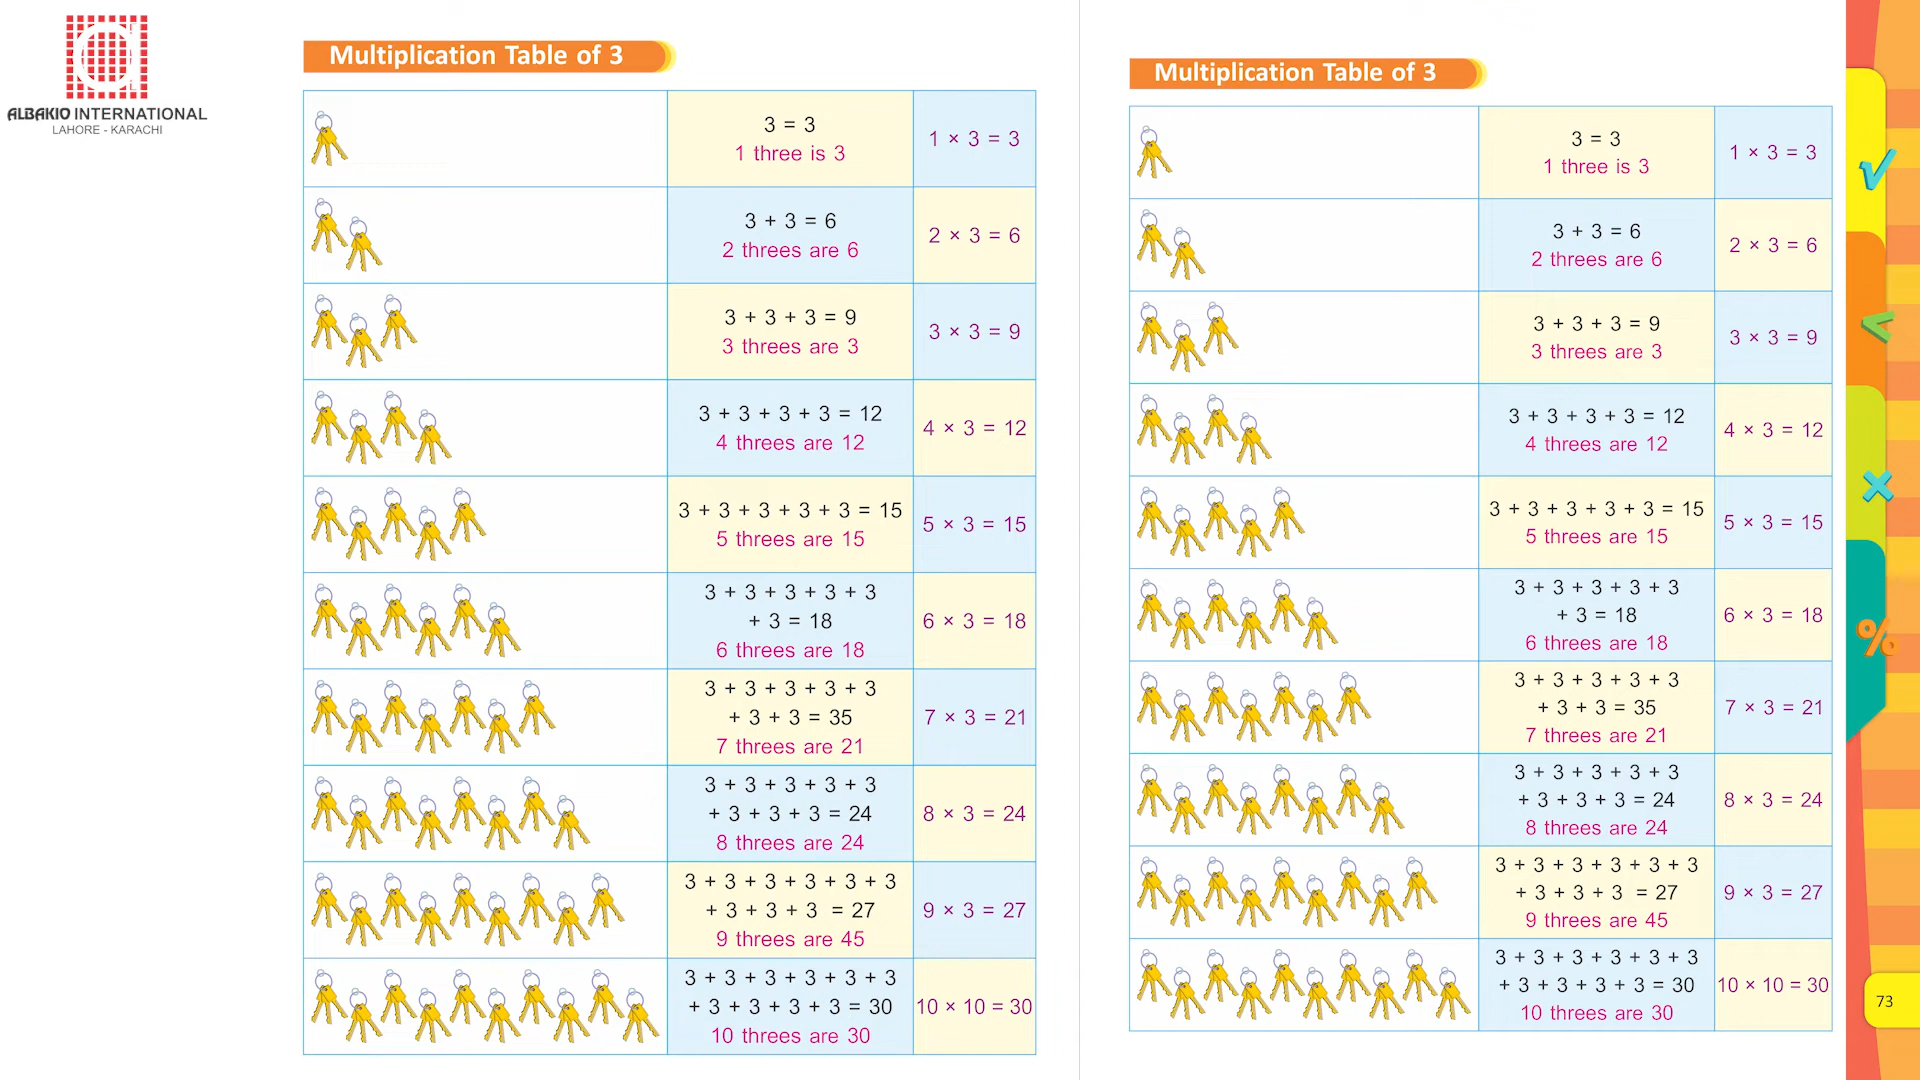 ALBAKIO INTERNATIONAL
LAHORE - KARACHI
Multiplication Table of 3
3 = 3
1 three is 3
1 × 3 = 3
3 + 3 = 6
2 threes are 6
2 × 3 = 6
3 + 3 + 3 = 9
3 threes are 3
3 × 3 = 9
3 + 3 + 3 + 3 = 12
4 threes are 12
4 × 3 = 12
3 + 3 + 3 + 3 + 3 = 15
5 threes are 15
5 × 3 = 15
3 + 3 + 3 + 3 + 3
+ 3 = 18
6 threes are 18
6 × 3 = 18
3 + 3 + 3 + 3 + 3
+ 3 + 3 = 35
7 threes are 21
7 × 3 = 21
3 + 3 + 3 + 3 + 3
+ 3 + 3 + 3 = 24
8 threes are 24
8 × 3 = 24
3 + 3 + 3 + 3 + 3 + 3
+ 3 + 3 + 3 = 27
9 threes are 45
9 × 3 = 27
3 + 3 + 3 + 3 + 3 + 3
+ 3 + 3 + 3 + 3 = 30
10 threes are 30
10 × 10 = 30
Multiplication Table of 3
3 = 3
1 three is 3
1 × 3 = 3
3 + 3 = 6
2 threes are 6
2 × 3 = 6
3 + 3 + 3 = 9
3 threes are 3
3 × 3 = 9
3 + 3 + 3 + 3 = 12
4 threes are 12
4 × 3 = 12
3 + 3 + 3 + 3 + 3 = 15
5 threes are 15
5 × 3 = 15
3 + 3 + 3 + 3 + 3
+ 3 = 18
6 threes are 18
6 × 3 = 18
3 + 3 + 3 + 3 + 3
+ 3 + 3 = 35
7 threes are 21
7 × 3 = 21
3 + 3 + 3 + 3 + 3
+ 3 + 3 + 3 = 24
8 threes are 24
8 × 3 = 24
3 + 3 + 3 + 3 + 3 + 3
+ 3 + 3 + 3 = 27
9 threes are 45
9 × 3 = 27
3 + 3 + 3 + 3 + 3 + 3
+ 3 + 3 + 3 + 3 = 30
10 threes are 30
10 × 10 = 30
√
<
×
%
73